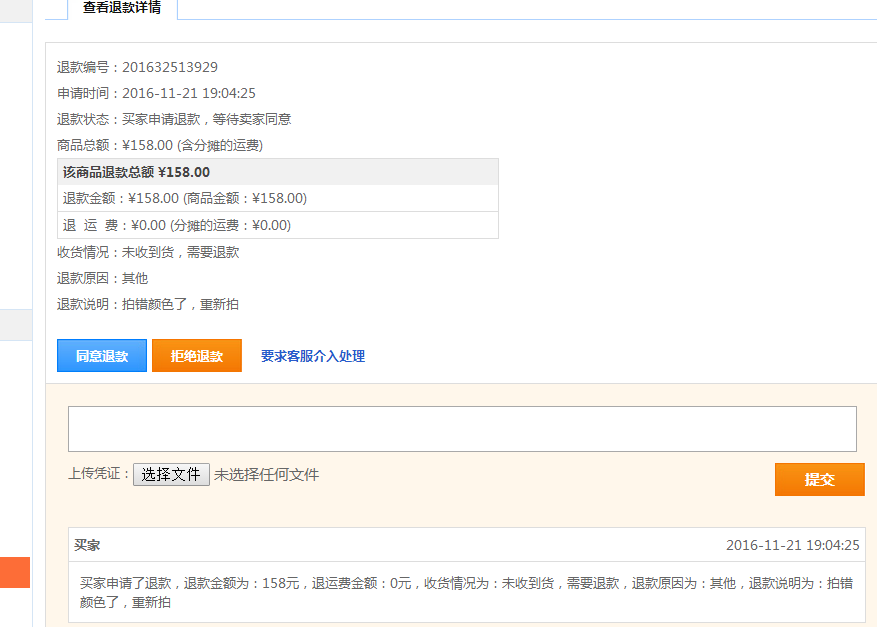 查看退款详情
退款编号：201632513929
申请时间：2016-11-21 19:04:25
退款状态：买家申请退款，等待卖家同意
商品总额：¥158.00 (含分摊的运费)
该商品退款总额 ¥158.00
退款金额：¥158.00 (商品金额：¥158.00)
退 运 费：¥0.00 (分摊的运费：¥0.00)
收货情况：未收到货，需要退款
退款原因：其他
退款说明：拍错颜色了，重新拍
同意退款 拒绝退款 要求客服介入处理
上传凭证： 选择文件 未选择任何文件
提交
买家 2016-11-21 19:04:25
买家申请了退款，退款金额为：158元，退运费金额：0元，收货情况为：未收到货，需要退款，退款原因为：其他，退款说明为：拍错
颜色了，重新拍